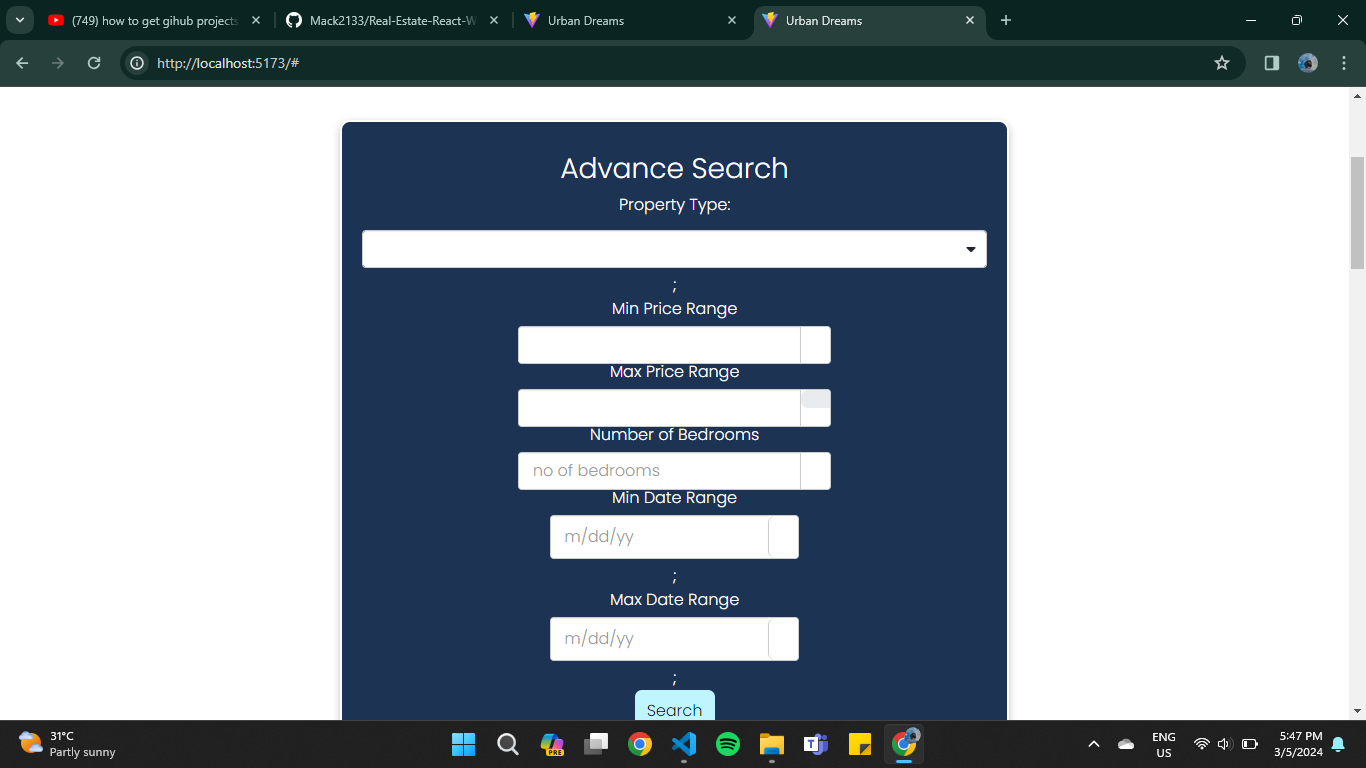 (749) how to get gihub projects
Mack2133/Real-Estate-React-W
Urban Dreams
Urban Dreams
http://localhost:5173/#
Advance Search
Property Type:
;
Min Price Range
Max Price Range
Number of Bedrooms
no of bedrooms
Min Date Range
m/dd/yy
;
Max Date Range
m/dd/yy
;
Search
31°C
Partly sunny
PRE
ENG
US
5:47 PM
3/5/2024